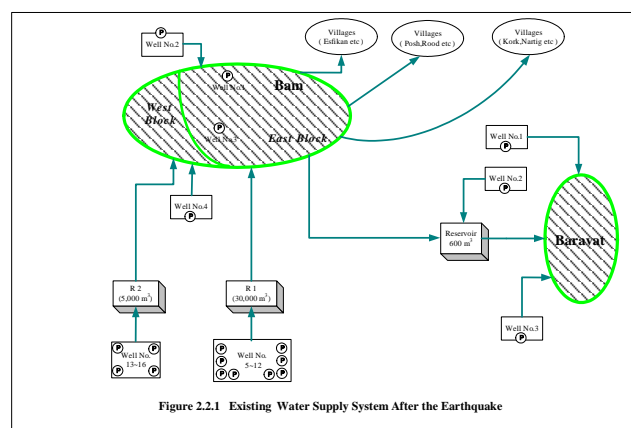 Well No.2
P
Villages
( Esfikan etc)
Villages
( Posh,Rood etc)
Villages
( Kork,Nartig etc)
P
Well No.1
Bam
West
Block
P
Well No.3
East Block
Well No.1
P
Well No.2
P
Well No.4
P
Reservoir
600 m³
Baravat
R 2
(5,000 m³)
R 1
(30,000 m³)
Well No.3
P
P P
Well No.
13~16
P P
P P
Well No.
P P
5~12
P P P P
Figure 2.2.1 Existing Water Supply System After the Earthquake